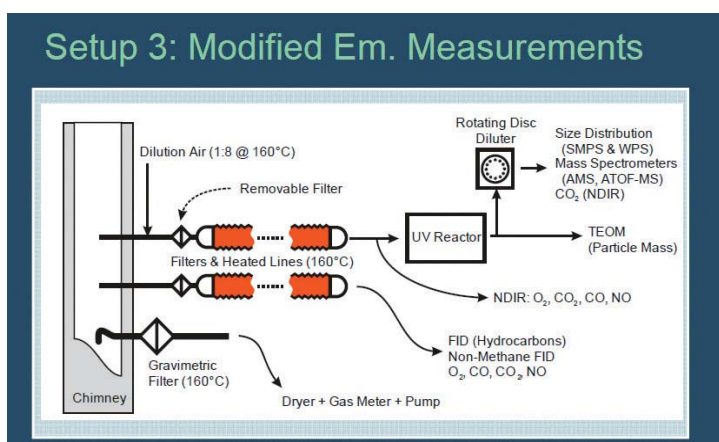 Setup 3: Modified Em. Measurements
Dilution Air (1:8 @ 160°C)
Removable Filter
Rotating Disc
Diluter
Size Distribution
(SMPS & WPS)
Mass Spectrometers
(AMS, ATOF-MS)
CO₂ (NDIR)
UV Reactor
TEOM
(Particle Mass)
Filters & Heated Lines (160°C)
NDIR: O₂, CO₂, CO, NO
FID (Hydrocarbons)
Non-Methane FID
O₂, CO, CO₂, NO
Gravimetric
Filter (160°C)
Chimney
Dryer + Gas Meter + Pump